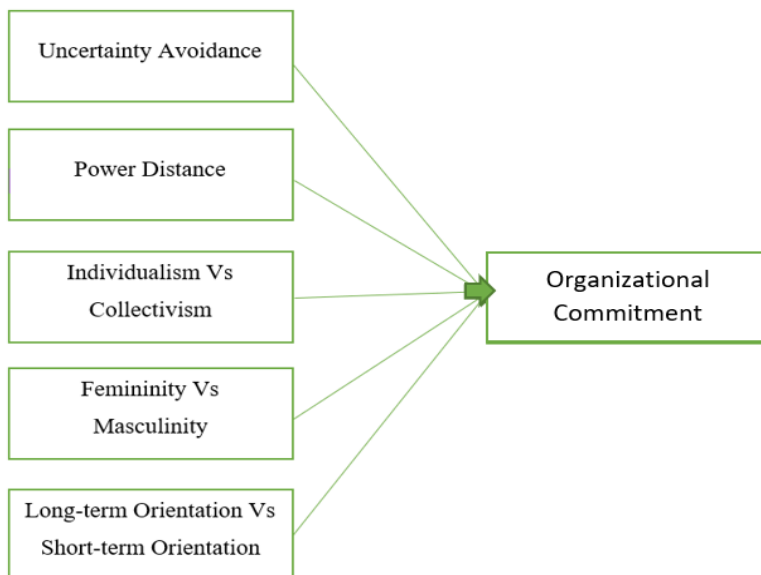 Uncertainty Avoidance
Power Distance
Individualism Vs
Collectivism
Femininity Vs
Masculinity
Long-term Orientation Vs
Short-term Orientation
Organizational
Commitment